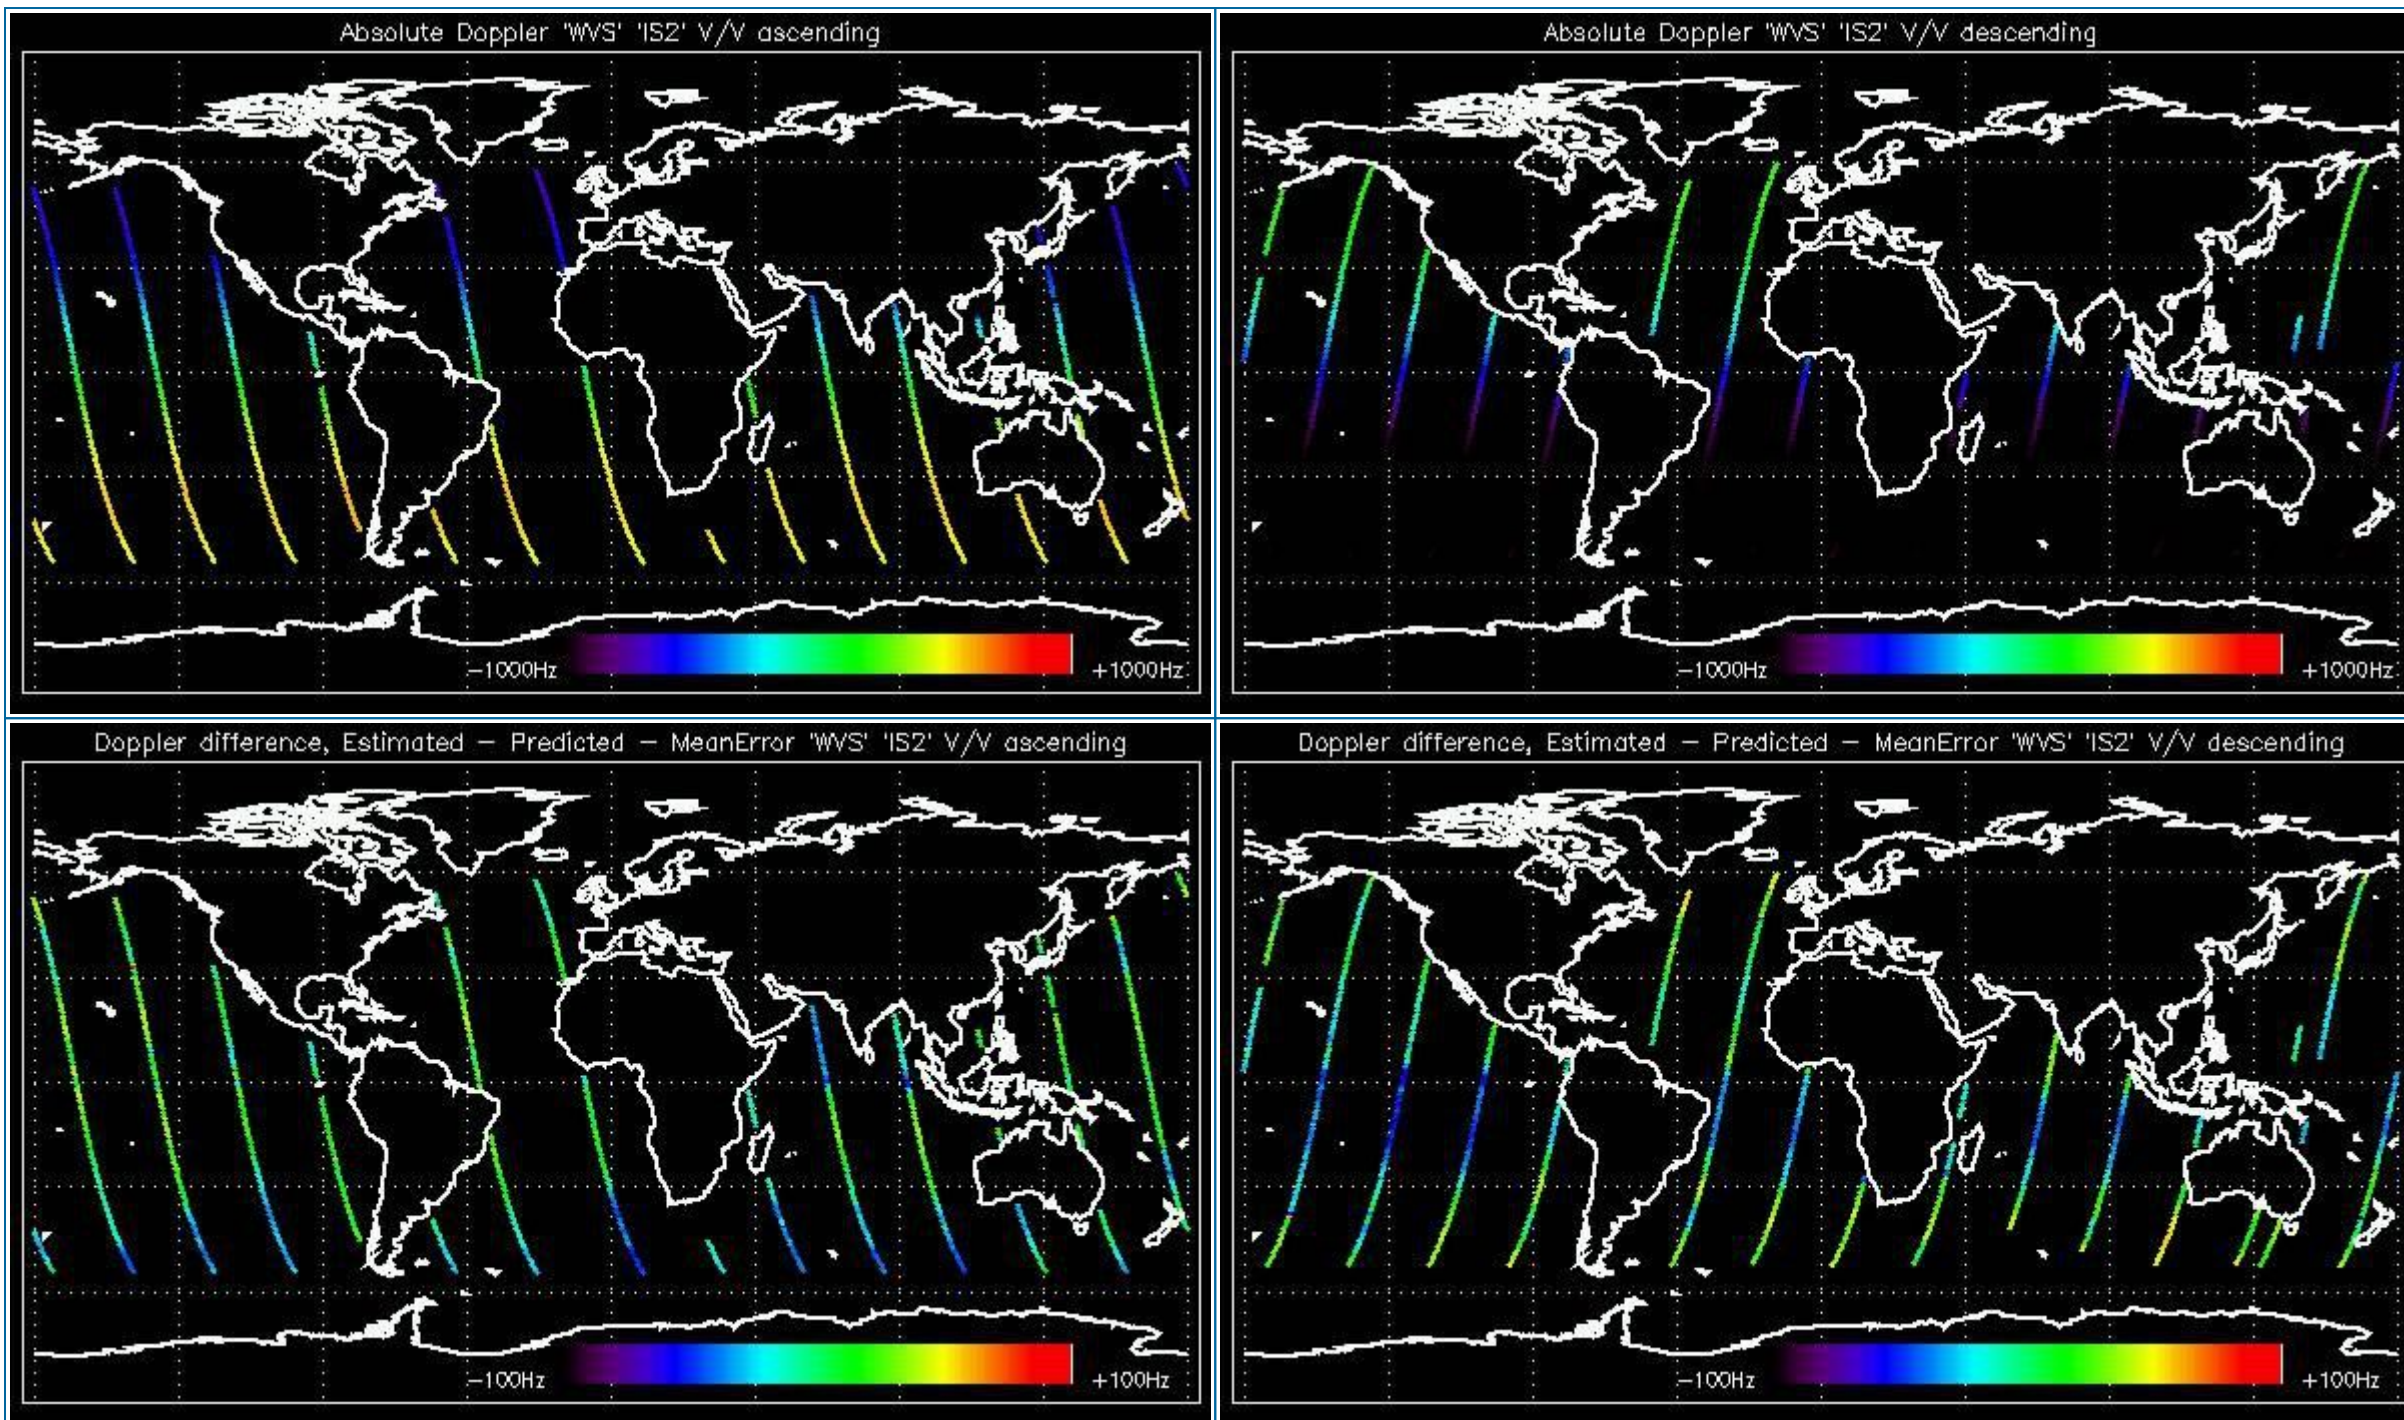 Absolute Doppler 'WVS' 'IS2' V/V ascending
-1000Hz
+1000Hz
Absolute Doppler 'WVS' 'IS2' V/V descending
-1000Hz
+1000Hz
Doppler difference, Estimated - Predicted - MeanError 'WVS' 'IS2' V/V ascending
-100Hz
+100Hz
Doppler difference, Estimated - Predicted - MeanError 'WVS' 'IS2' V/V descending
-100Hz
+100Hz